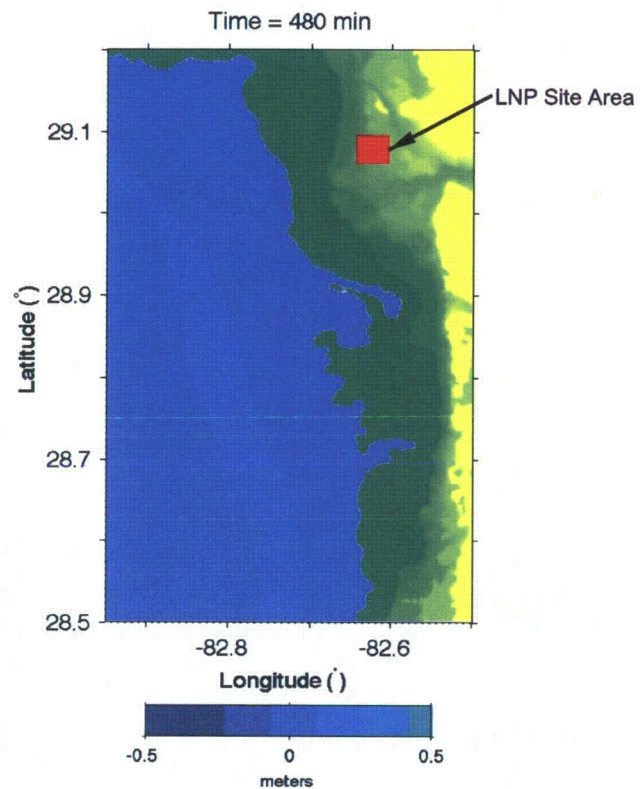 Time = 480 min
LNP Site Area
29.1
28.9
28.7
28.5
Latitude (°)
-82.8 -82.6
Longitude (°)
-0.5 0 0.5
meters